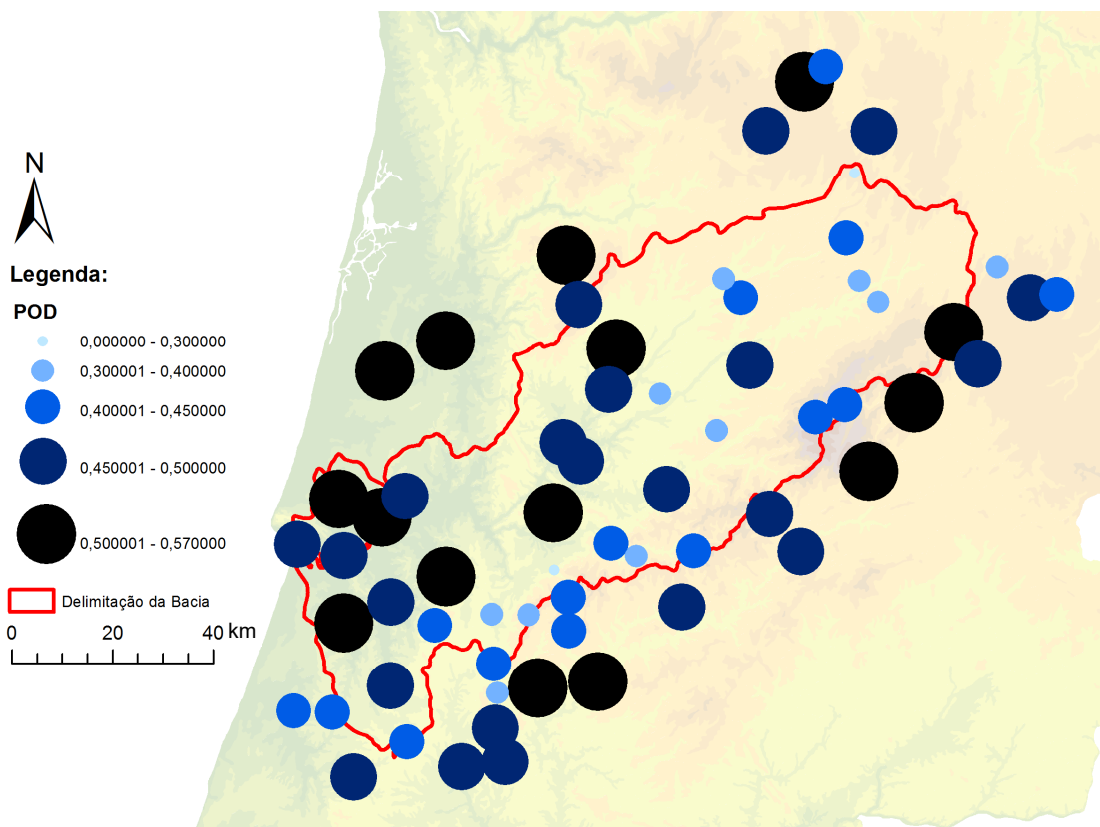 N
Legenda:
POD
0,000000 - 0,300000
0,300001 - 0,400000
0,400001 - 0,450000
0,450001 - 0,500000
0,500001 - 0,570000
Delimitação da Bacia
0 20 40 km